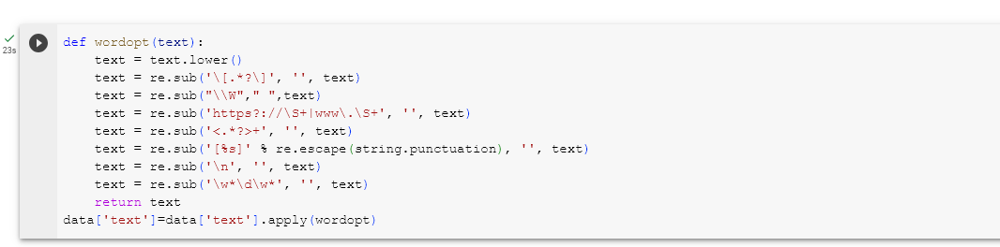 23s
def wordopt(text):
    text = text.lower()
    text = re.sub('\[.*?\]', '', text)
    text = re.sub("\\W"," ",text)
    text = re.sub('https?://\S+|www\.\S+', '', text)
    text = re.sub('<.*?>+', '', text)
    text = re.sub('[%s]' % re.escape(string.punctuation), '', text)
    text = re.sub('\n', '', text)
    text = re.sub('\w*\d\w*', '', text)
    return text
data['text']=data['text'].apply(wordopt)